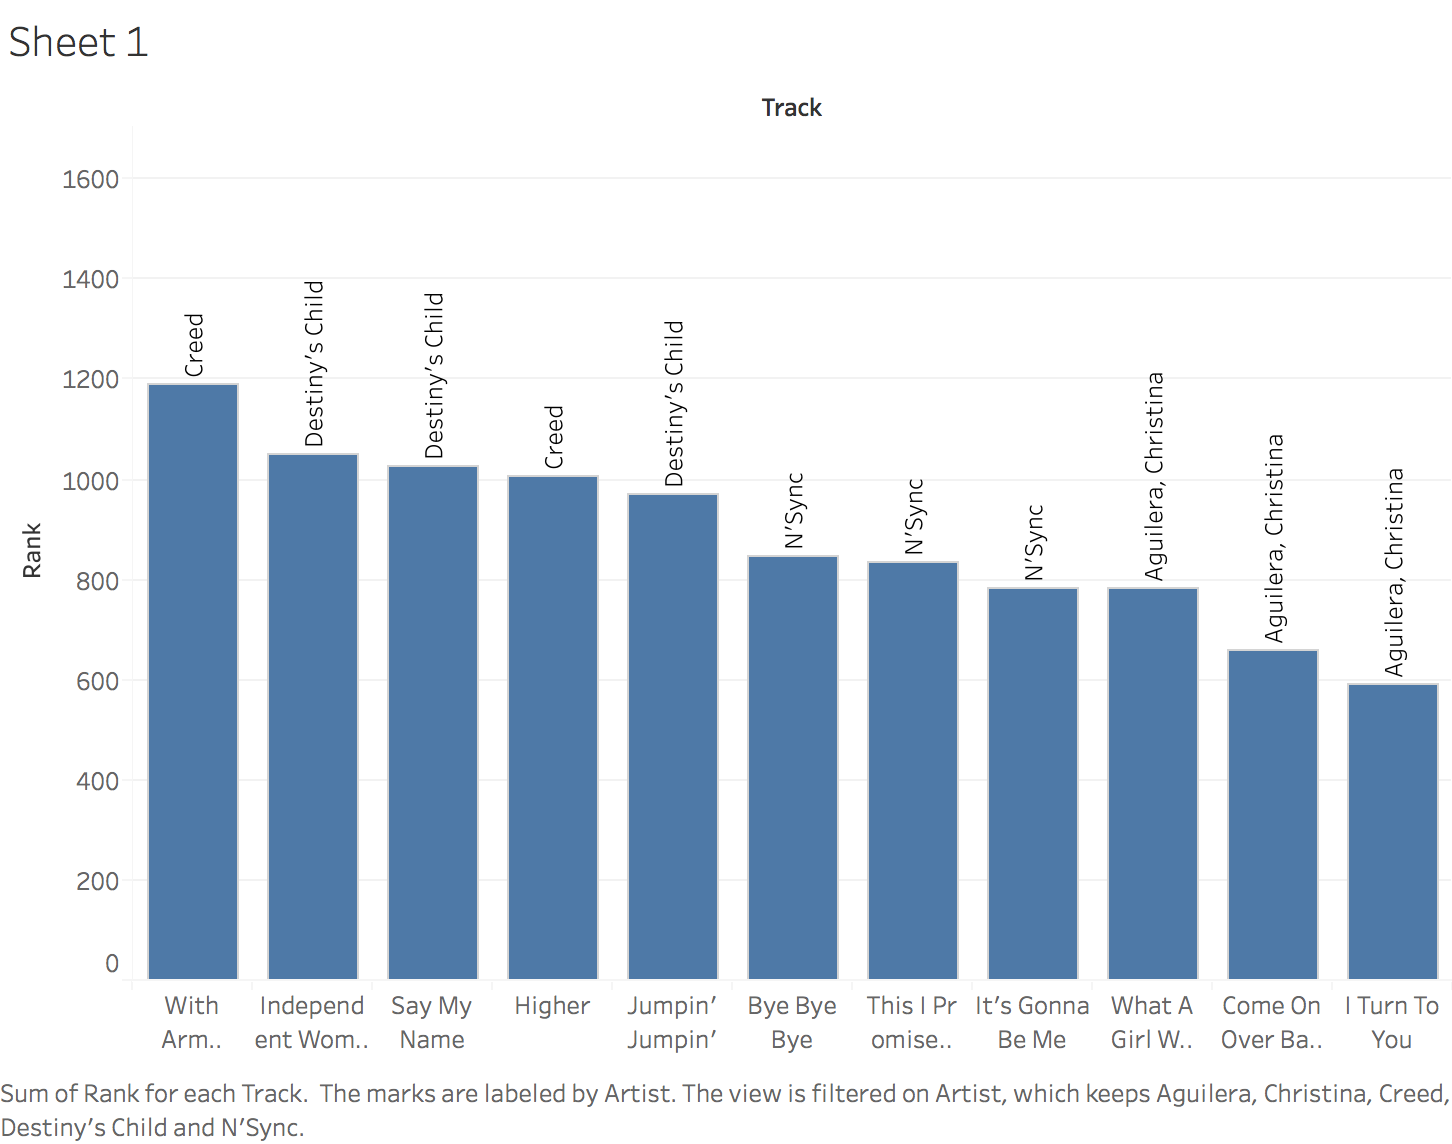 Sheet 1
Track
1600
1400
1200
1000
800
600
400
200
0
Rank
Creed
Destiny's Child
Destiny's Child
Creed
Destiny's Child
N'Sync
N'Sync
N'Sync
Aguilera, Christina
Aguilera, Christina
Aguilera, Christina
With
Arm..
Independ
ent Wom..
Say My
Name
Higher
Jumpin'
Jumpin'
Bye Bye
Bye
This I Pr
omise..
It's Gonna
Be Me
What A
Girl W..
Come On
Over Ba..
I Turn To
You
Sum of Rank for each Track.  The marks are labeled by Artist. The view is filtered on Artist, which keeps Aguilera, Christina, Creed,
Destiny's Child and N'Sync.